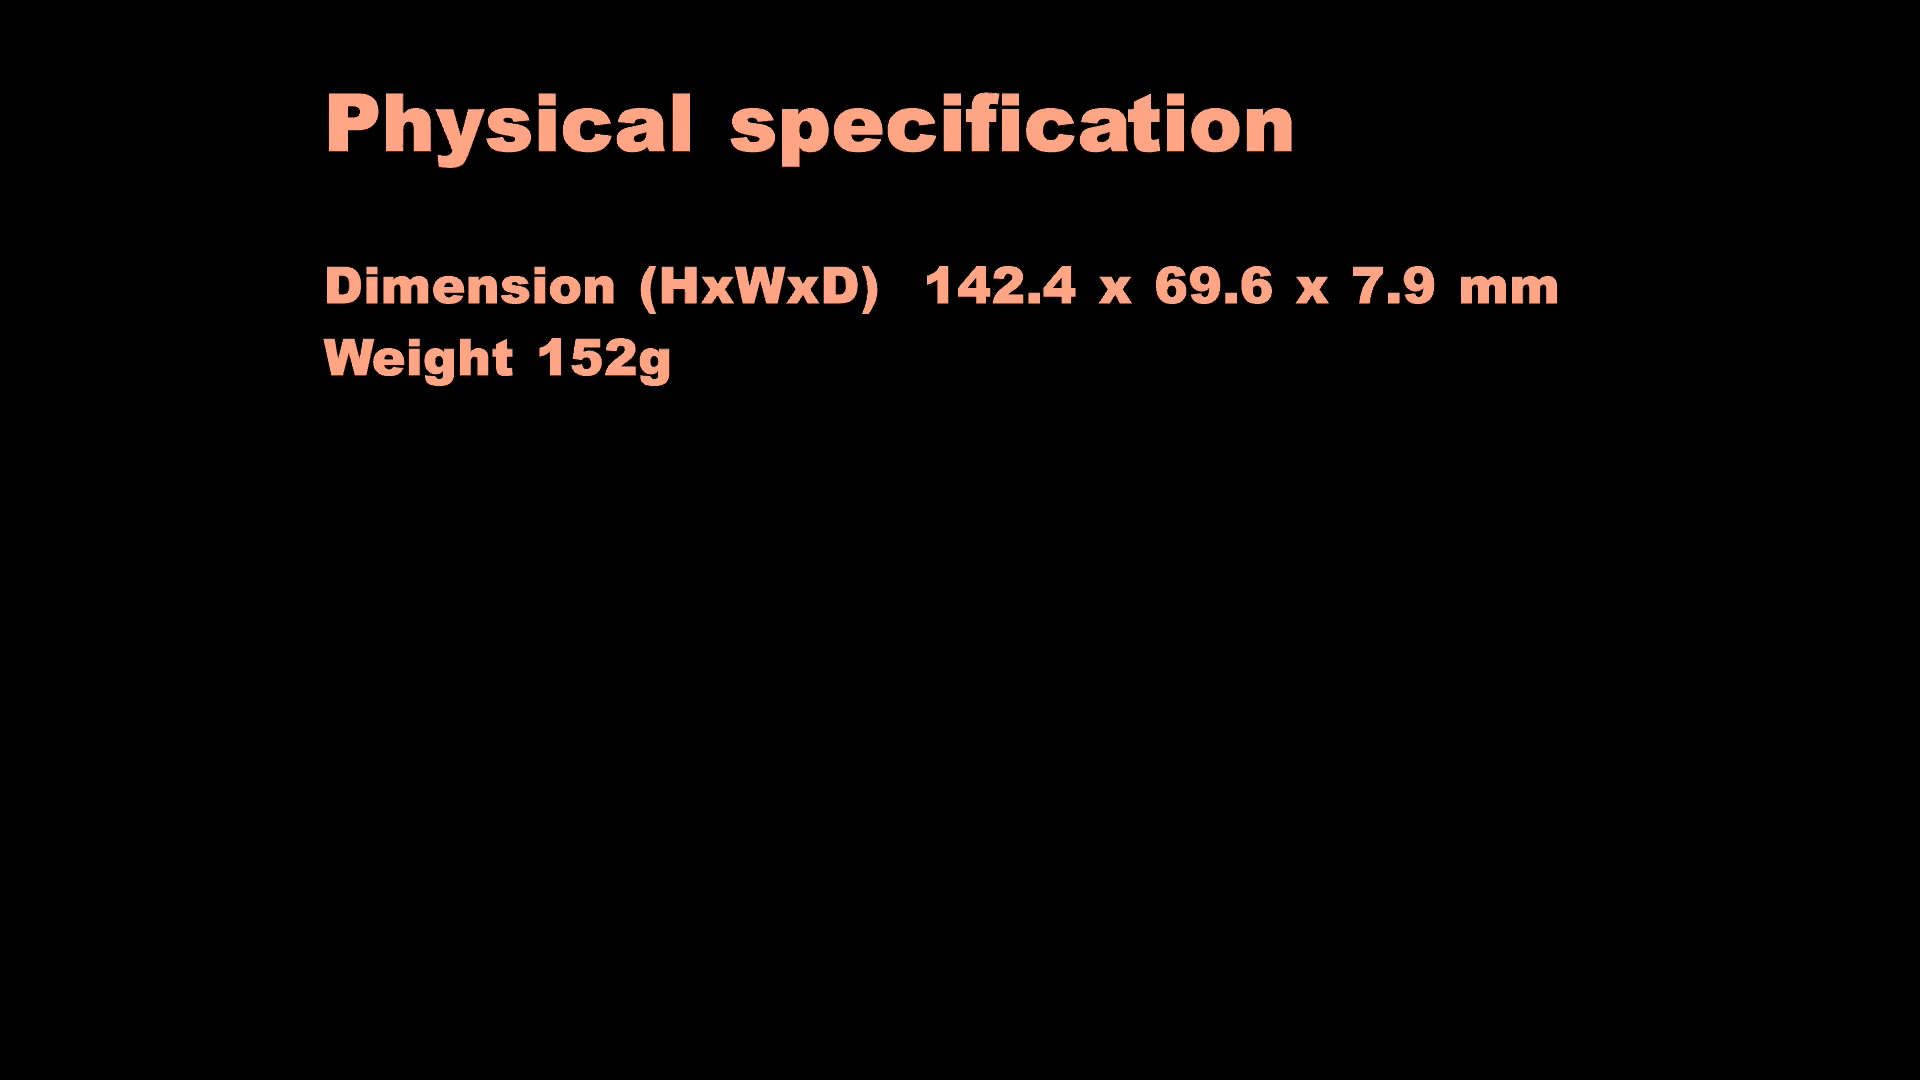 Physical specification
Dimension (HxWxD)  142.4 x 69.6 x 7.9 mm
Weight 152g